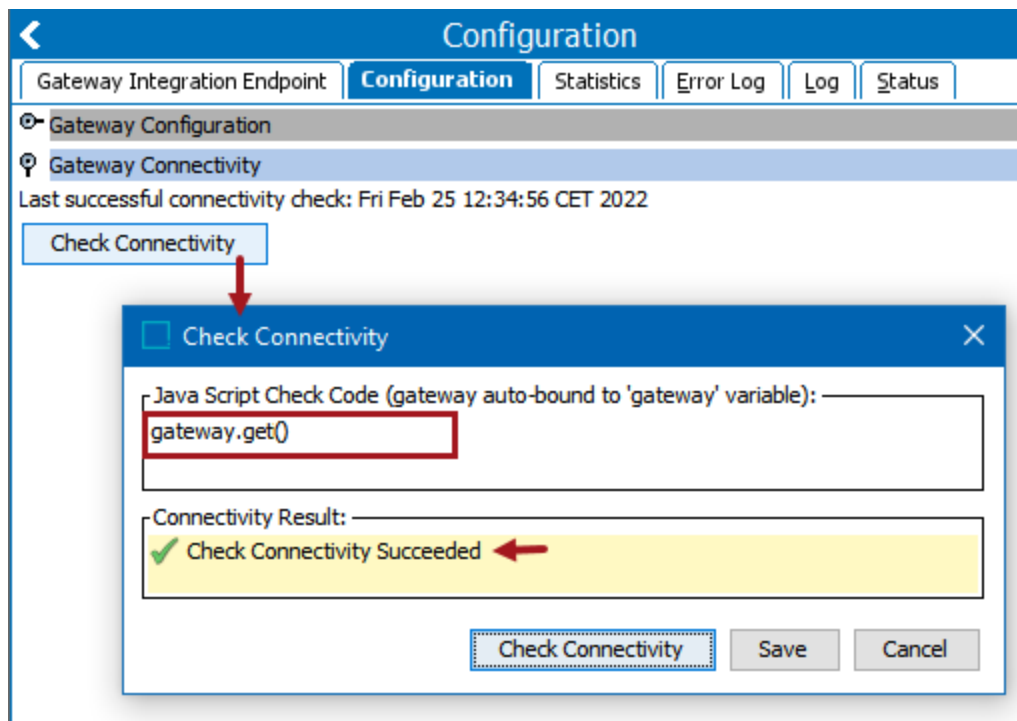 Configuration
Gateway Integration Endpoint Configuration Statistics Error Log Log Status
Gateway Configuration
Gateway Connectivity
Last successful connectivity check: Fri Feb 25 12:34:56 CET 2022
Check Connectivity
Check Connectivity
Java Script Check Code (gateway auto-bound to 'gateway' variable):
gateway.get()
Connectivity Result:
Check Connectivity Succeeded
Check Connectivity Save Cancel